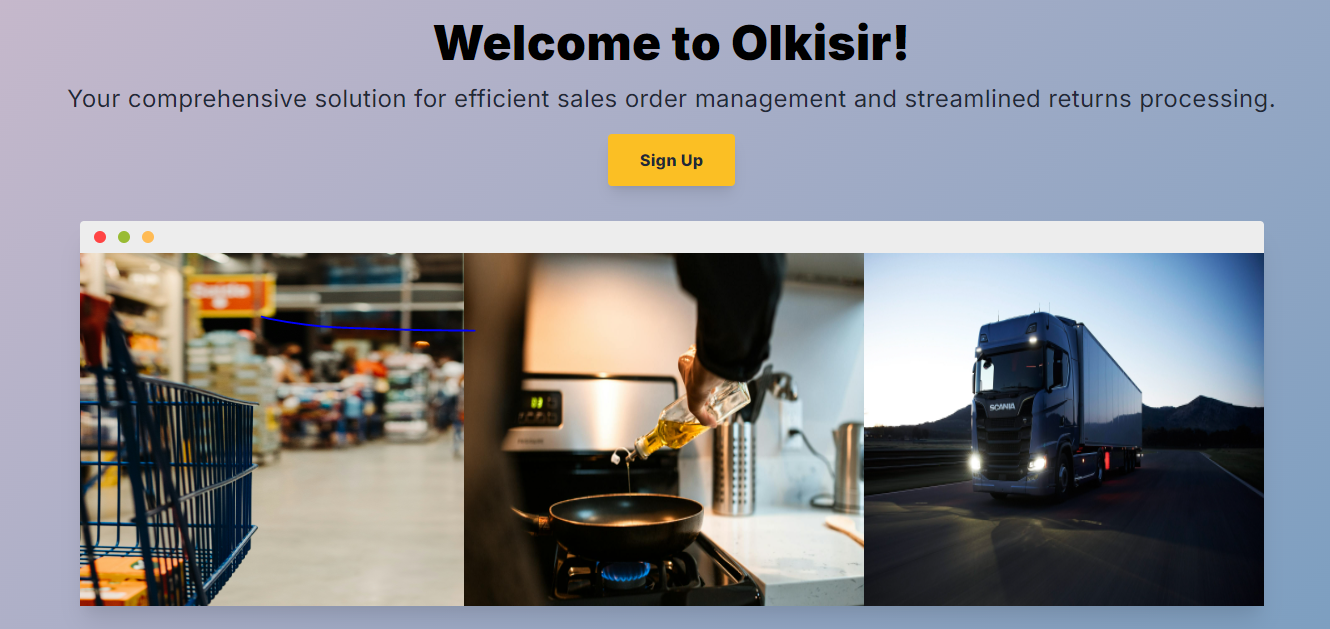 Welcome to Olkisir!
Your comprehensive solution for efficient sales order management and streamlined returns processing.
Sign Up
SCANIA